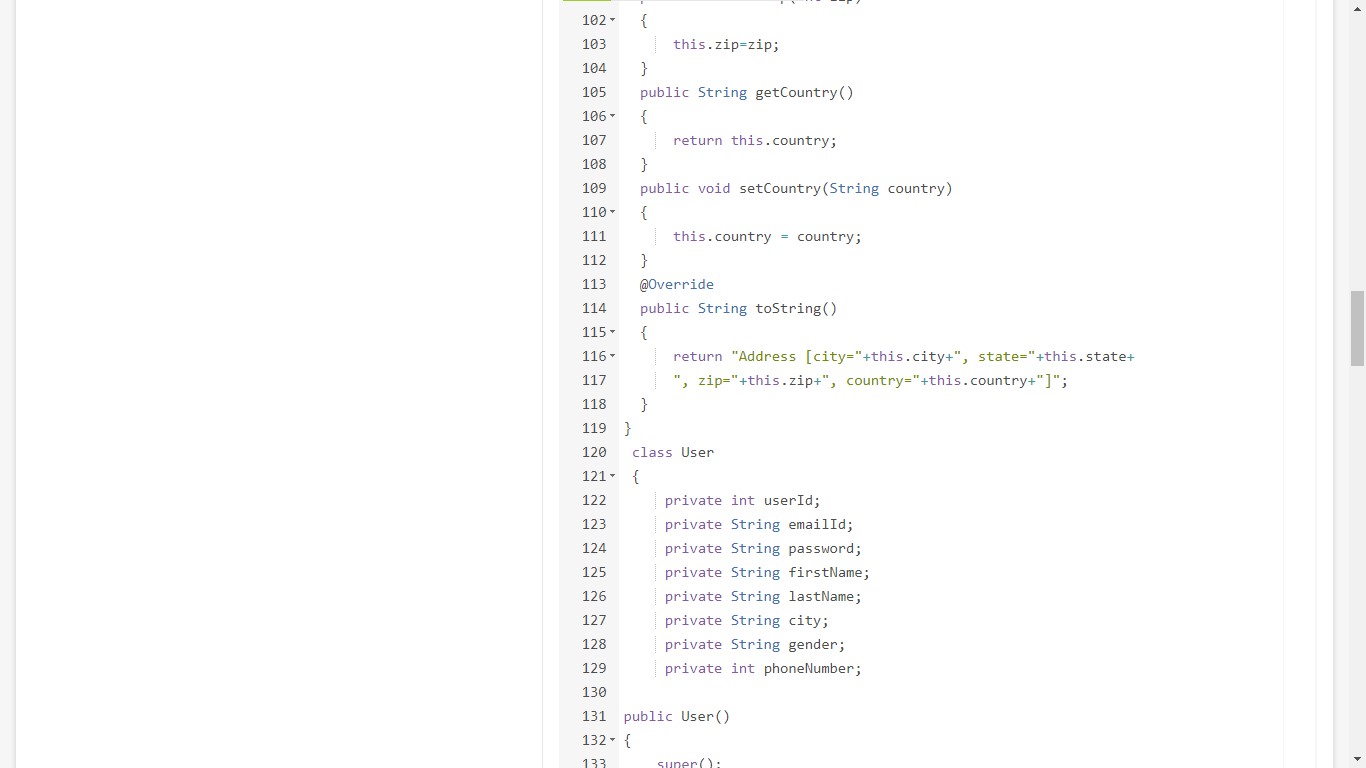 102 {
103 this.zip=zip;
104 }
105 public String getCountry()
106 {
107 return this.country;
108 }
109 public void setCountry(String country)
110 {
111 this.country = country;
112 }
113 @Override
114 public String toString()
115 {
116 return "Address [city="+this.city+", state="+this.state+
117 ", zip="+this.zip+", country="+this.country+"]";
118 }
119 }
120 class User
121 {
122 private int userId;
123 private String emailId;
124 private String password;
125 private String firstName;
126 private String lastName;
127 private String city;
128 private String gender;
129 private int phoneNumber;
130
131 public User()
132 {
133 super();